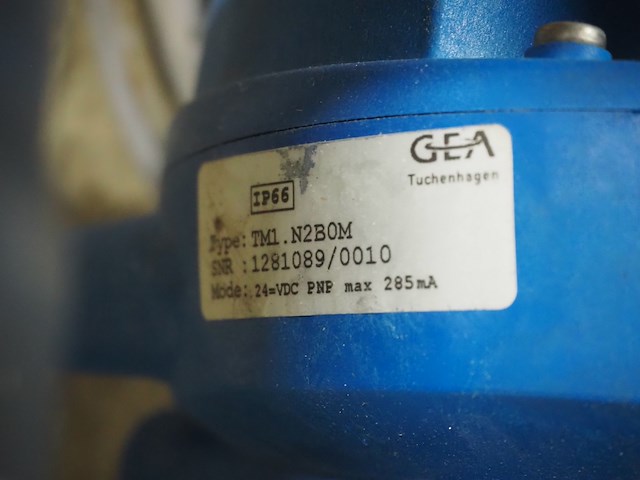 GEA
Tuchenhagen
IP66
Type: TM1.N2B0M
SNR : 1281089/0010
Mode: 24=VDC PNP max 285mA